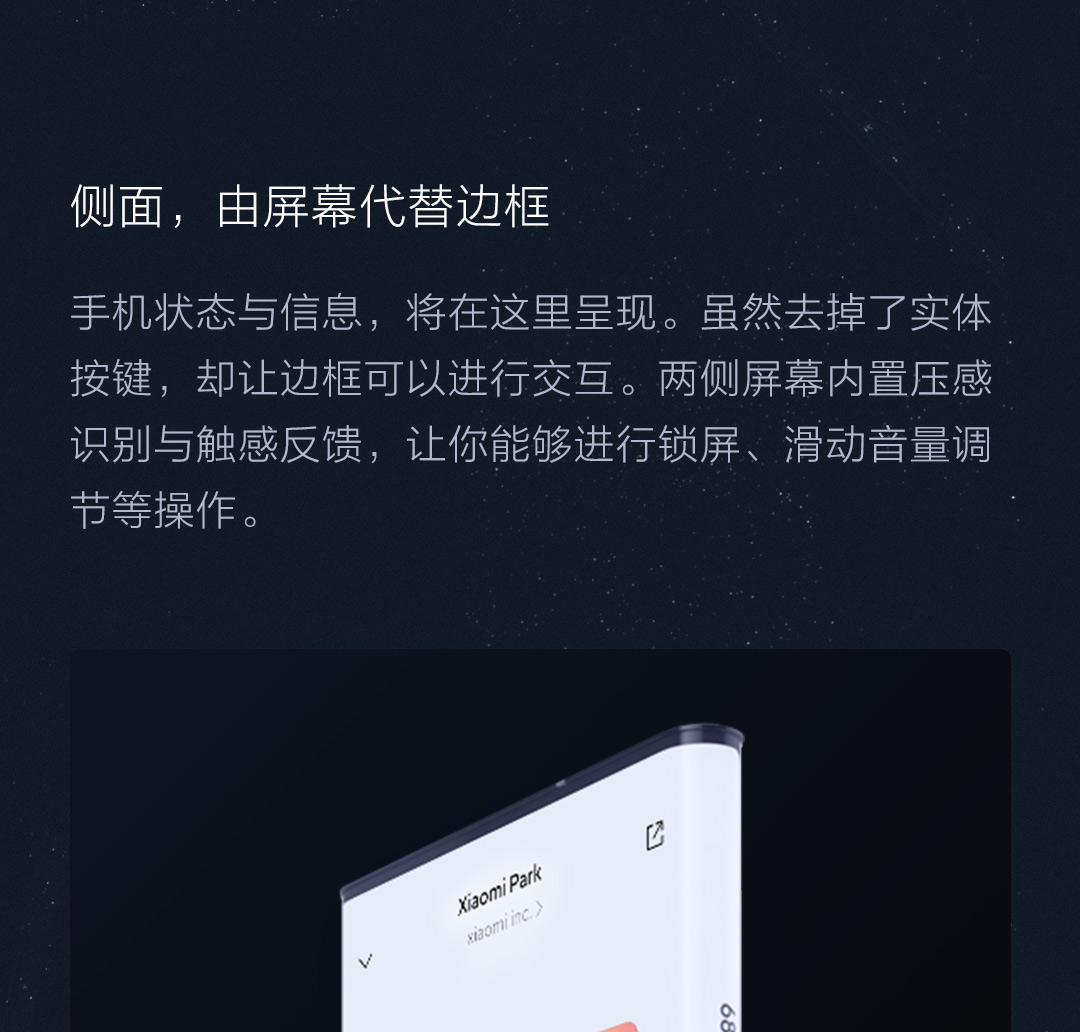 侧面，由屏幕代替边框
手机状态与信息，将在这里呈现。虽然去掉了实体
按键，却让边框可以进行交互。两侧屏幕内置压感
识别与触感反馈，让你能够进行锁屏、滑动音量调
节等操作。
Xiaomi Park
xiaomi inc. >
68